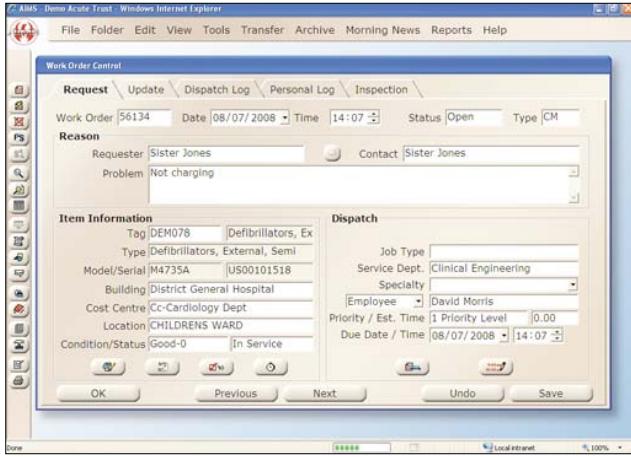 AIMS - Demo Acute Trust - Windows Internet Explorer
File Folder Edit View Tools Transfer Archive Morning News Reports Help
Work Order Control
Request Update Dispatch Log Personal Log Inspection
Work Order 56134 Date 08/07/2008 Time 14:07 Status Open Type CM
Reason
Requester Sister Jones Contact Sister Jones
Problem Not charging
Item Information
Tag DEM078 Defibrillators, Ex
Type Defibrillators, External, Semi
Model/Serial M4735A US00101518
Building District General Hospital
Cost Centre Cc-Cardiology Dept
Location CHILDRENS WARD
Condition/Status Good-0 In Service
Dispatch
Job Type
Service Dept. Clinical Engineering
Specialty
Employee David Morris
Priority / Est. Time 1 Priority Level 0.00
Due Date / Time 08/07/2008 14:07
OK Previous Next Undo Save
PS
Done Local intranet 100%